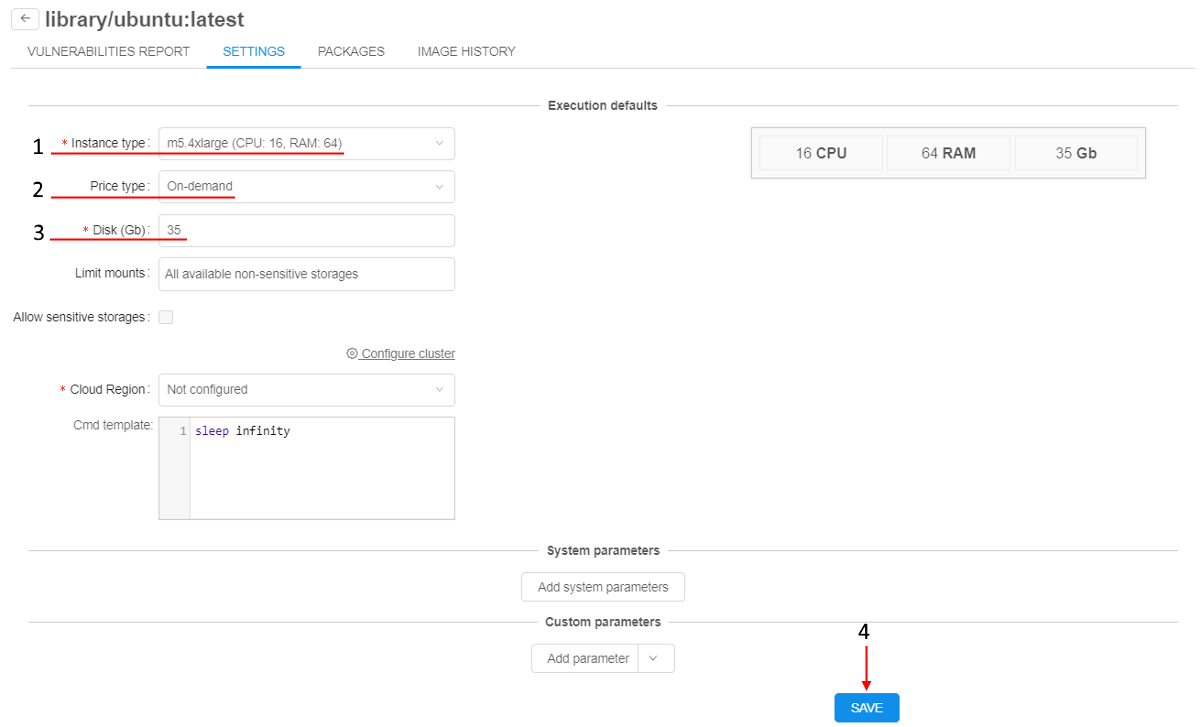 library/ubuntu:latest
VULNERABILITIES REPORT SETTINGS PACKAGES IMAGE HISTORY
Execution defaults
1 * Instance type: m5.4xlarge (CPU: 16, RAM: 64) 16 CPU 64 RAM 35 Gb
2 Price type: On-demand
3 * Disk (Gb): 35
Limit mounts: All available non-sensitive storages
Allow sensitive storages:
Configure cluster
* Cloud Region: Not configured
Cmd template: 1 sleep infinity
System parameters
Add system parameters
Custom parameters
4
Add parameter
SAVE